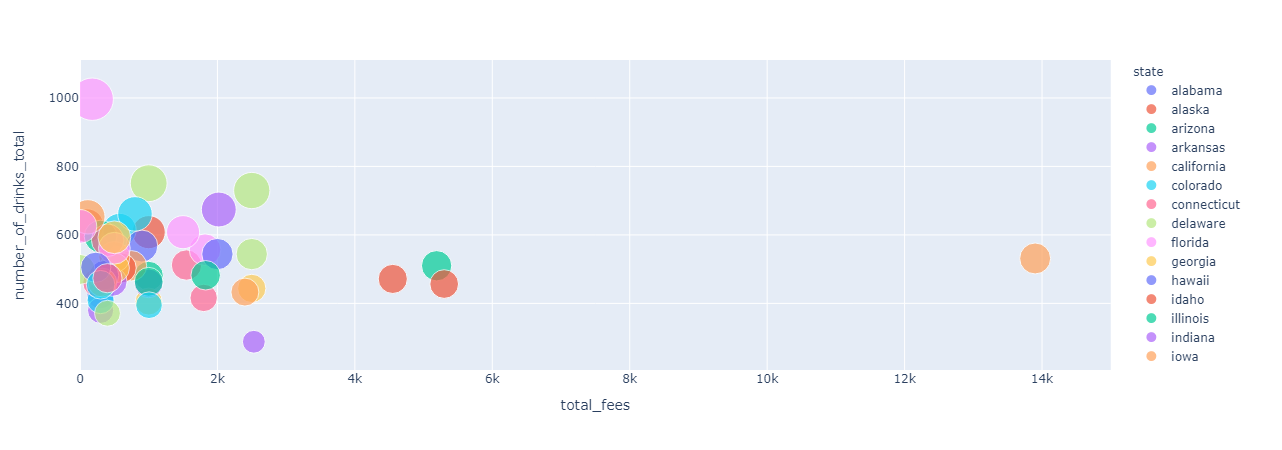 number_of_drinks_total
1000
800
600
400
0
2k
4k
6k
8k
10k
12k
14k
total_fees
state
alabama
alaska
arizona
arkansas
california
colorado
connecticut
delaware
florida
georgia
hawaii
idaho
illinois
indiana
iowa